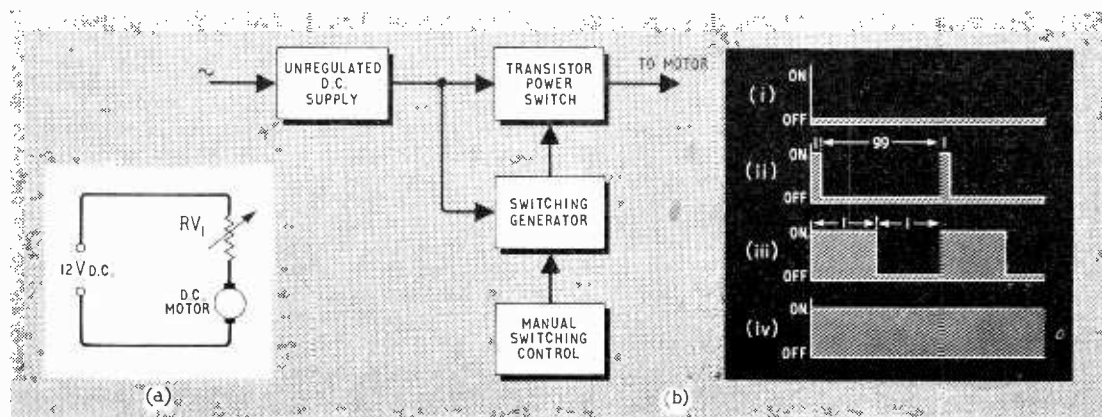 ∼
UNREGULATED
D.C.
SUPPLY
TRANSISTOR
POWER
SWITCH
TO MOTOR
SWITCHING
GENERATOR
MANUAL
SWITCHING
CONTROL
RV1
12V D.C.
D.C.
MOTOR
(a)
(b)
(i)
ON
OFF
(ii)
ON
OFF
1 99 1
(iii)
ON
OFF
1 1
(iv)
ON
OFF